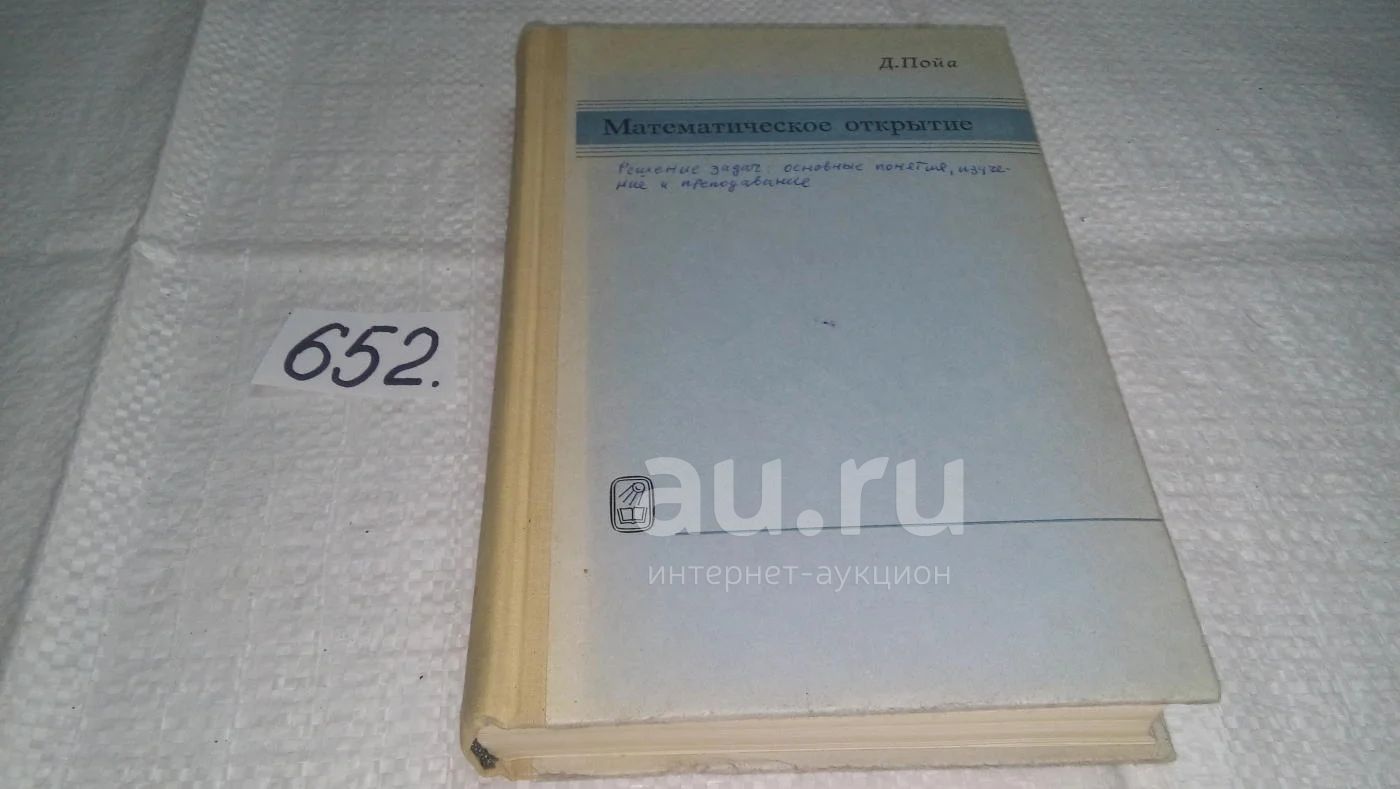 Д.Пойа
Математическое открытие
Решение задач: основные понятия, изуче-
ние и преподавание
652.
au.ru
интернет-аукцион